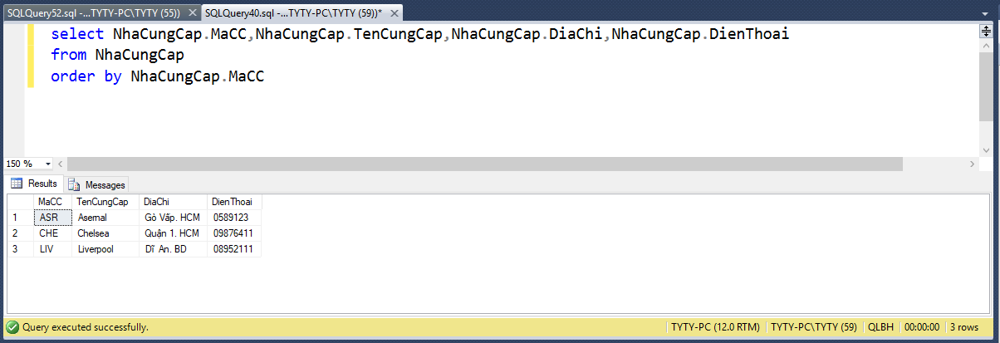 SQLQuery52.sql -...TYTY-PC\TYTY (55)) SQLQuery40.sql -...TYTY-PC\TYTY (59))*
select NhaCungCap.MaCC,NhaCungCap.TenCungCap,NhaCungCap.DiaChi,NhaCungCap.DienThoai
from NhaCungCap
order by NhaCungCap.MaCC
150 %
Results Messages
MaCC TenCungCap DiaChi DienThoai
1 ASR Asernal Gò Vấp. HCM 0589123
2 CHE Chelsea Quận 1. HCM 09876411
3 LIV Liverpool Dĩ An. BD 08952111
Query executed successfully. TYTY-PC (12.0 RTM) TYTY-PC\TYTY (59) QLBH 00:00:00 3 rows